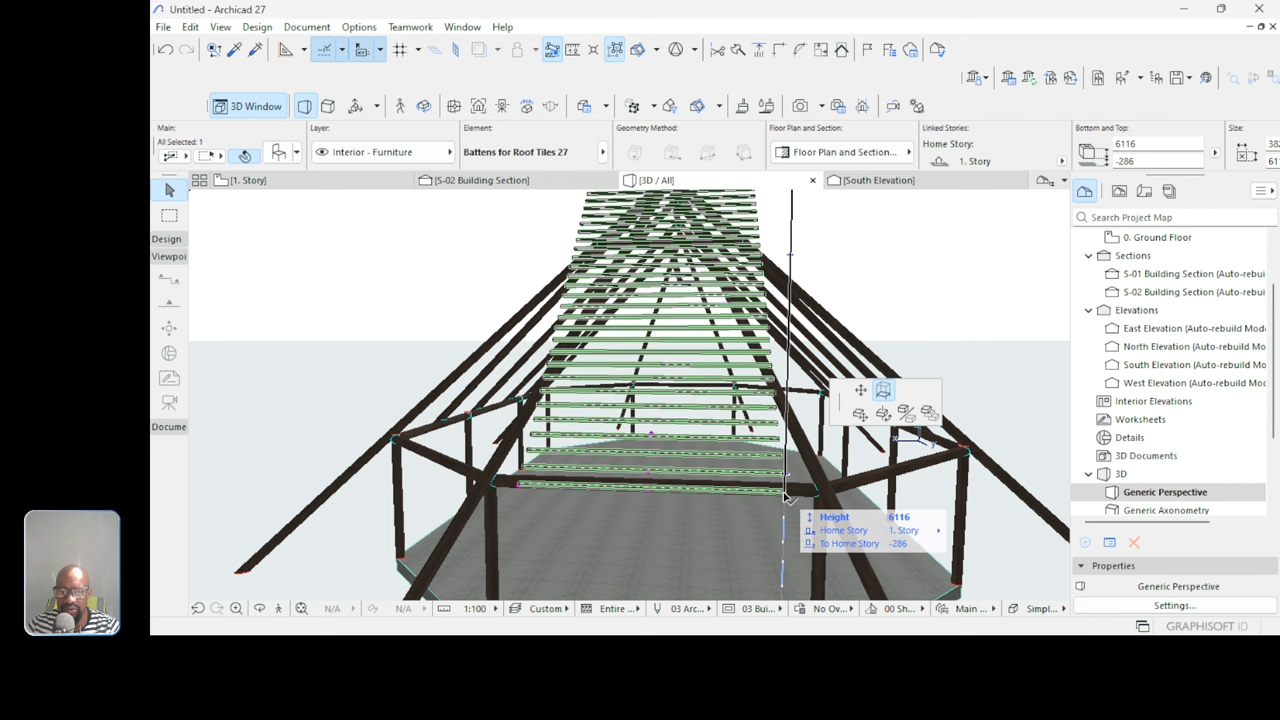 Untitled - Archicad 27
File Edit View Design Document Options Teamwork Window Help
3D Window
Main: Layer: Element: Geometry Method: Floor Plan and Section: Linked Stories: Bottom and Top: Size:
All Selected: 1
Interior - Furniture
Battens for Roof Tiles 27
Floor Plan and Section...
Home Story:
1. Story
6116
-286
382
611
[1. Story] [S-02 Building Section] [3D / All] [South Elevation]
Design
Viewpoi
Docume
Search Project Map
0. Ground Floor
Sections
S-01 Building Section (Auto-rebui
S-02 Building Section (Auto-rebui
Elevations
East Elevation (Auto-rebuild Mode
North Elevation (Auto-rebuild Mo
South Elevation (Auto-rebuild Mo
West Elevation (Auto-rebuild Mod
Interior Elevations
Worksheets
Details
3D Documents
3D
Generic Perspective
Generic Axonometry
Height 6116
Home Story 1. Story
To Home Story -286
Properties
Generic Perspective
Settings...
N/A N/A 1:100 Custom Entire ... 03 Arc... 03 Bui... No Ov... 00 Sh... Main ... Simpl...
GRAPHISOFT ID